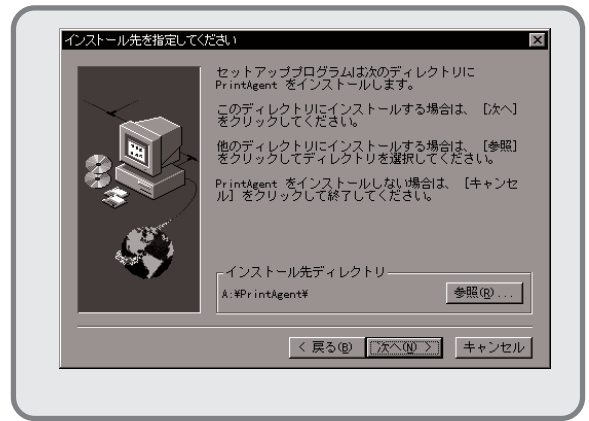 インストール先を指定してください
セットアッププログラムは次のディレクトリに
PrintAgent をインストールします。
このディレクトリにインストールする場合は、［次へ］
をクリックしてください。
他のディレクトリにインストールする場合は、［参照］
をクリックしてディレクトリを選択してください。
PrintAgent をインストールしない場合は、［キャンセ
ル］をクリックして終了してください。
インストール先ディレクトリ
A:¥PrintAgent¥
参照(R)...
< 戻る(B)
次へ(N) >
キャンセル